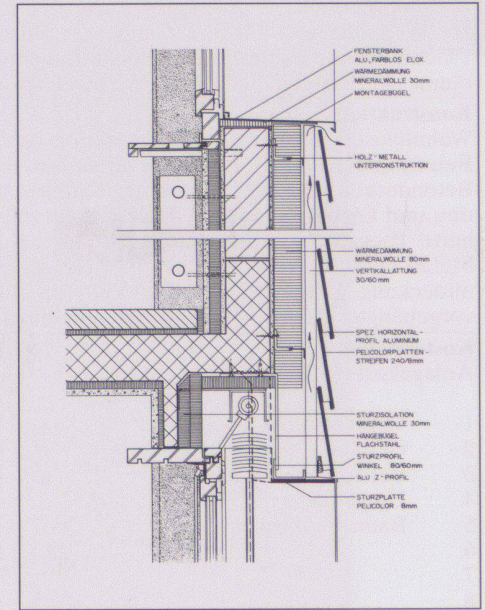 FENSTERBANK
ALU, FARBLOS ELOX.
WÄRMEDÄMMUNG
MINERALWOLLE 30mm
MONTAGEBÜGEL
HOLZ-METALL
UNTERKONSTRUKTION
WÄRMEDÄMMUNG
MINERALWOLLE 80mm
VERTIKALLATTUNG
30/60mm
SPEZ. HORIZONTAL-
PROFIL ALUMINIUM
PELICOLORPLATTEN-
STREIFEN 240/8mm
STURZISOLATION
MINERALWOLLE 30mm
HÄNGEBÜGEL
FLACHSTAHL
STURZPROFIL
WINKEL 80/60mm
ALU Z-PROFIL
STURZPLATTE
PELICOLOR 8mm